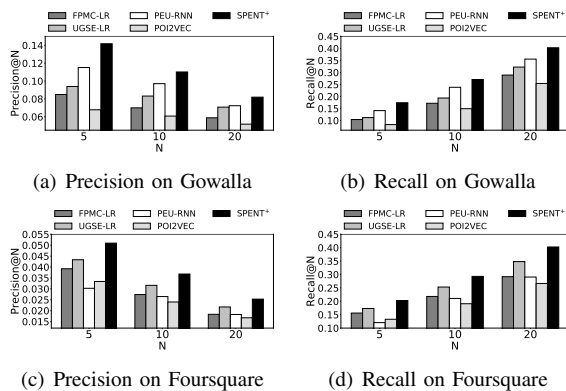 FPMC-LR PEU-RNN SPENT+
UGSE-LR POI2VEC
Precision@N
0.14
0.12
0.10
0.08
0.06
5 10 20
N
(a) Precision on Gowalla
FPMC-LR PEU-RNN SPENT+
UGSE-LR POI2VEC
Recall@N
0.45
0.40
0.35
0.30
0.25
0.20
0.15
0.10
5 10 20
N
(b) Recall on Gowalla
FPMC-LR PEU-RNN SPENT+
UGSE-LR POI2VEC
Precision@N
0.055
0.050
0.045
0.040
0.035
0.030
0.025
0.020
0.015
5 10 20
N
(c) Precision on Foursquare
FPMC-LR PEU-RNN SPENT+
UGSE-LR POI2VEC
Recall@N
0.45
0.40
0.35
0.30
0.25
0.20
0.15
0.10
5 10 20
N
(d) Recall on Foursquare